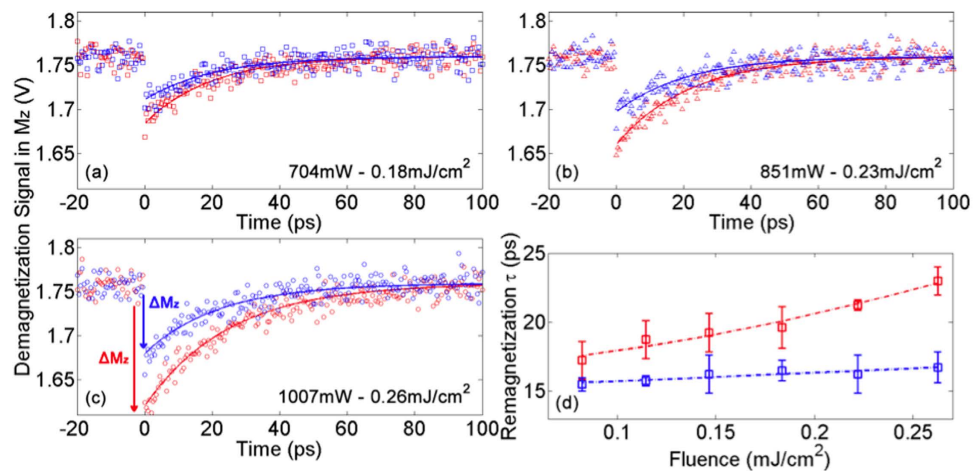 Demagnetization Signal in Mz (V)
1.8
1.75
1.7
1.65
(a)
704mW - 0.18mJ/cm²
-20
0
20
40
60
80
100
Time (ps)
1.8
1.75
1.7
1.65
(b)
851mW - 0.23mJ/cm²
-20
0
20
40
60
80
100
Time (ps)
1.8
1.75
1.7
1.65
ΔMz
ΔMz
(c)
1007mW - 0.26mJ/cm²
-20
0
20
40
60
80
100
Time (ps)
Remagnetization τ (ps)
25
20
15
(d)
0.1
0.15
0.2
0.25
Fluence (mJ/cm²)